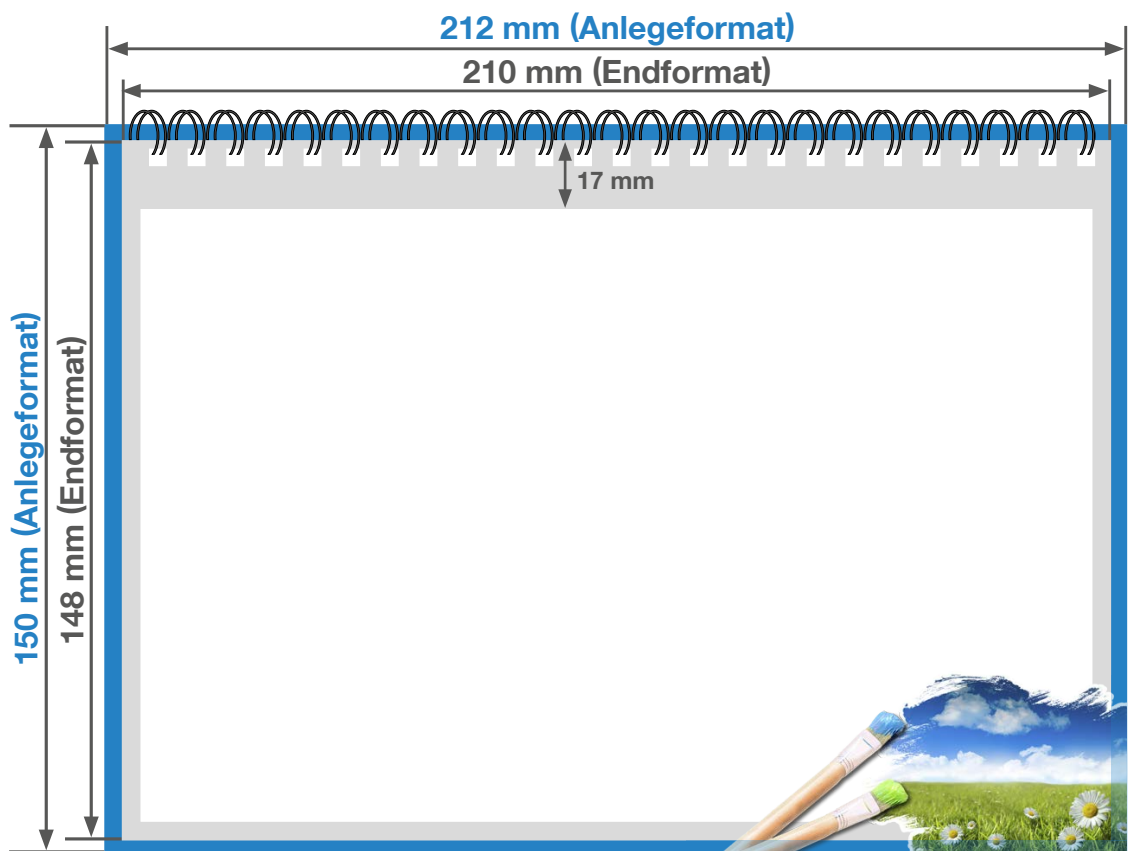 212 mm (Anlegeformat)
210 mm (Endformat)
17 mm
150 mm (Anlegeformat)
148 mm (Endformat)